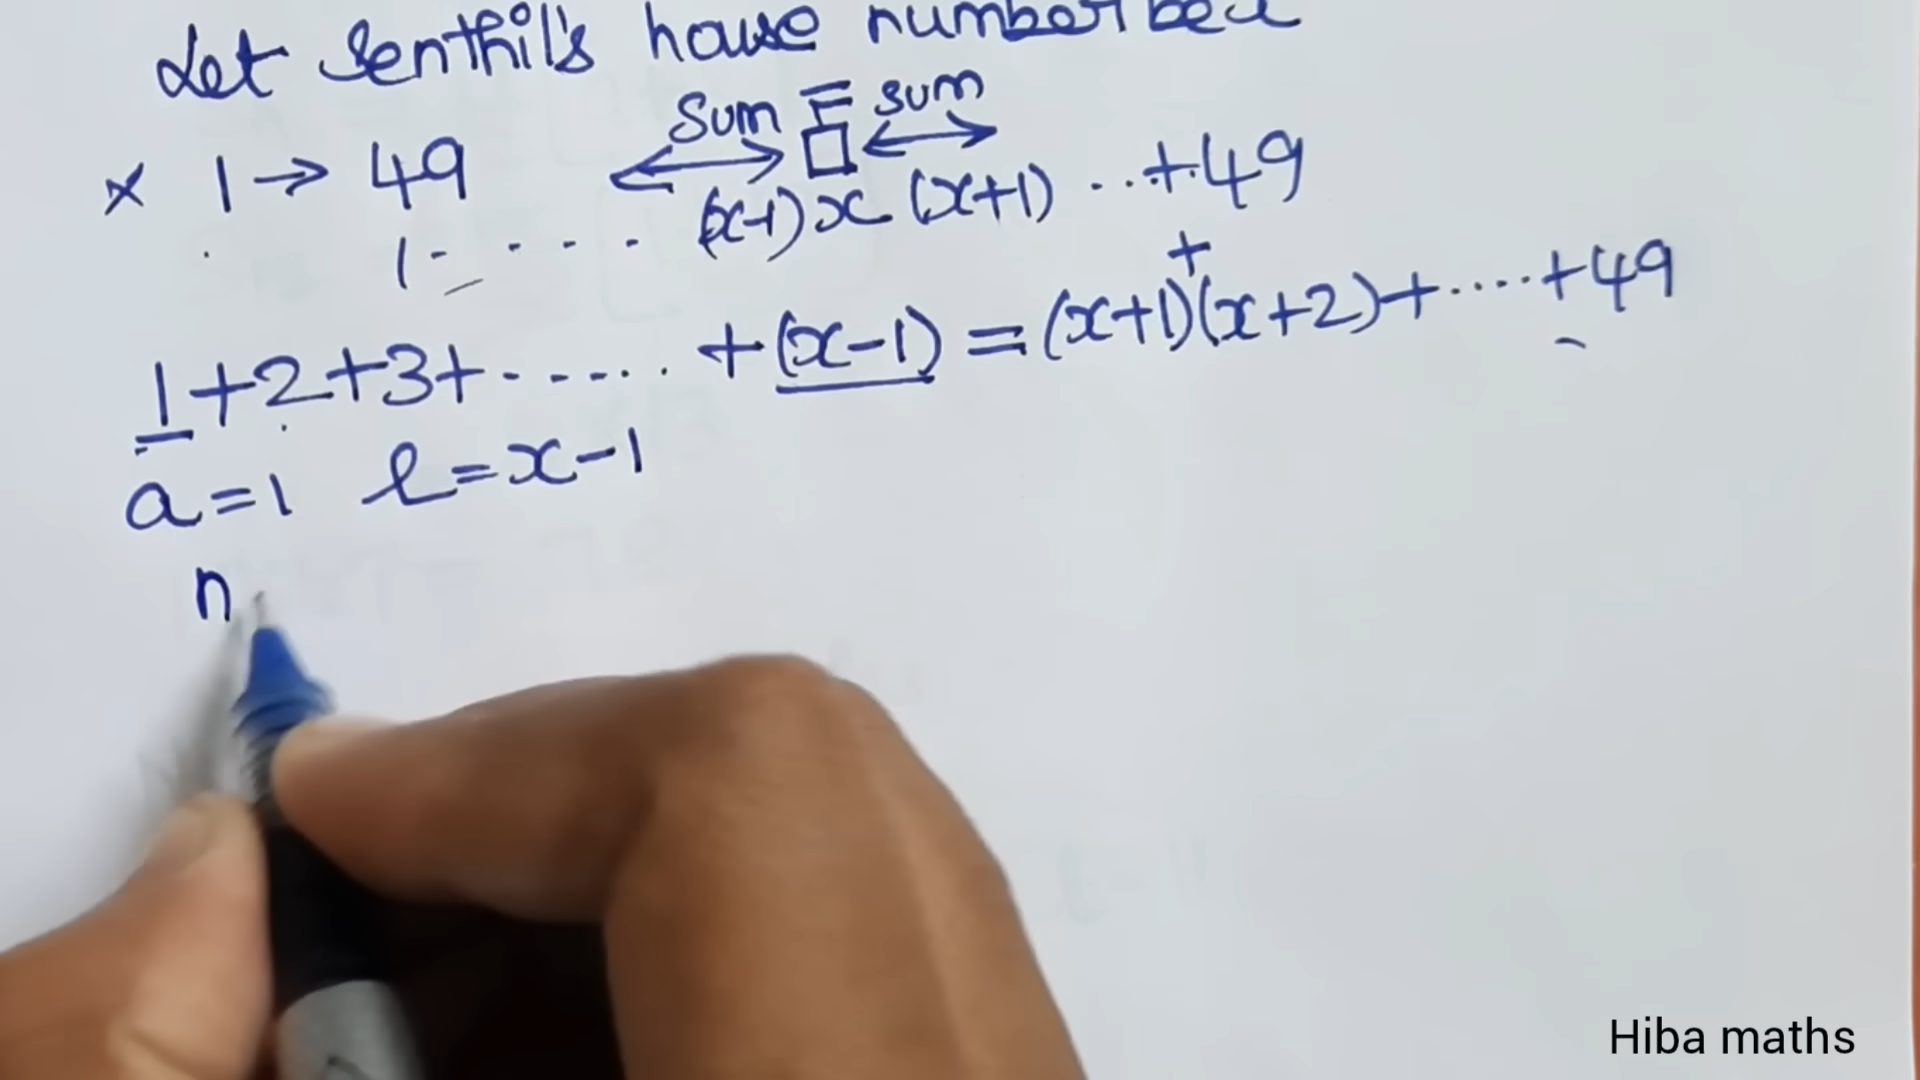 Let Senthil's house number be x
Sum sum
x 1 → 49
(x-1) x (x+1) ...+49
1 - . . . .
+
1+2+3+...... +(x-1) = (x+1)(x+2)+.....+49
a=1 l=x-1
n
Hiba maths